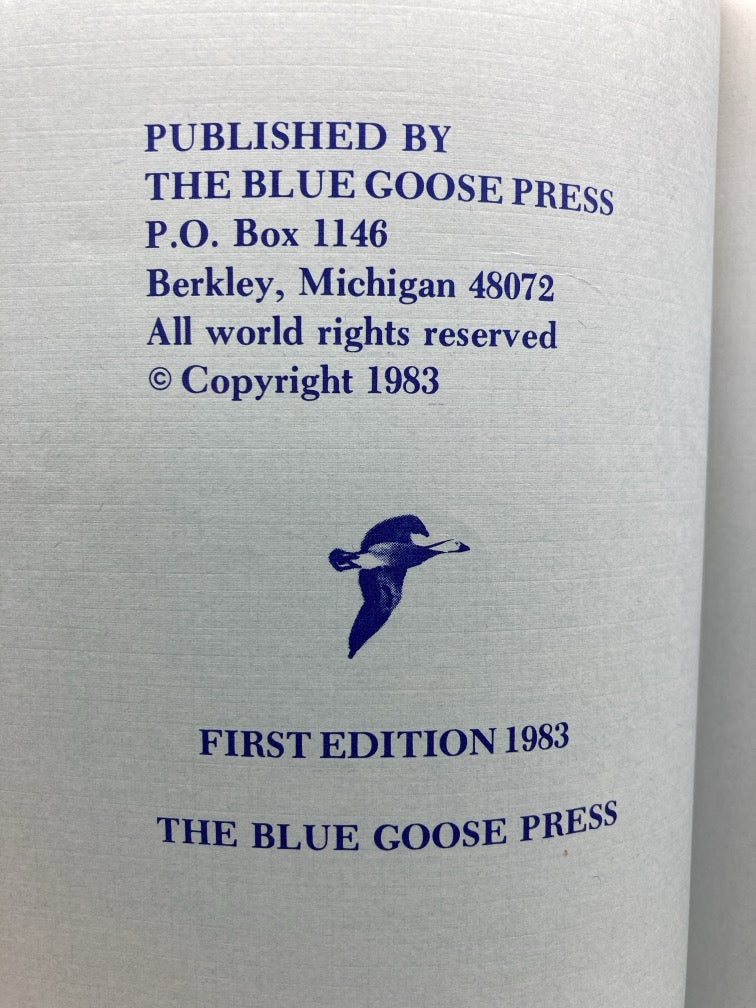 PUBLISHED BY
THE BLUE GOOSE PRESS
P.O. Box 1146
Berkley, Michigan 48072
All world rights reserved
© Copyright 1983
FIRST EDITION 1983
THE BLUE GOOSE PRESS